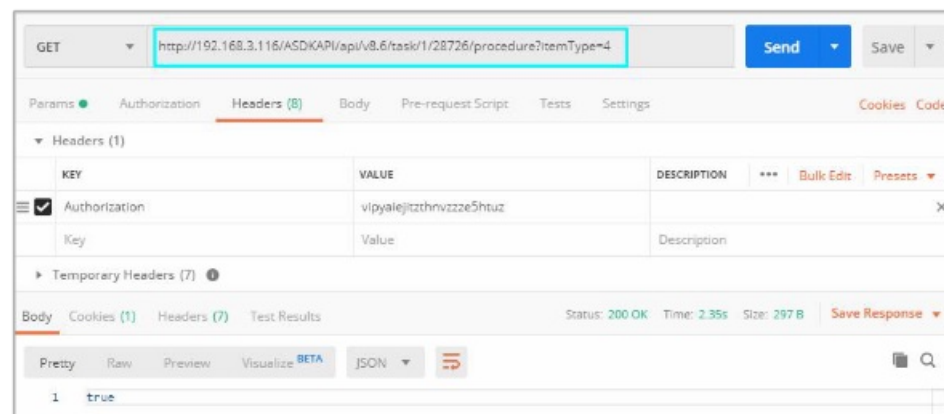 GET http://192.168.3.116/ASDKAPI/api/v8.6/task/1/28726/procedure?itemType=4 Send Save
Params Authorization Headers (8) Body Pre-request Script Tests Settings Cookies Code
Headers (1)
KEY VALUE DESCRIPTION ••• Bulk Edit Presets
Authorization vipyaiejitzthnvzzze5htuz
Key Value Description
Temporary Headers (7)
Body Cookies (1) Headers (7) Test Results Status: 200 OK Time: 2.35s Size: 297 B Save Response
Pretty Raw Preview Visualize BETA JSON
1 true